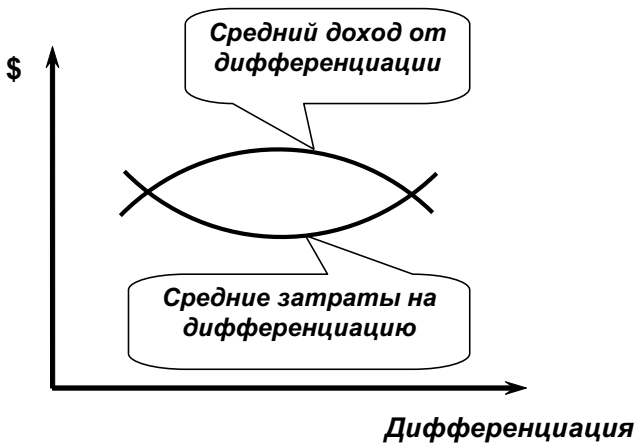 Средний доход от
дифференциации
$
Средние затраты на
дифференциацию
Дифференциация